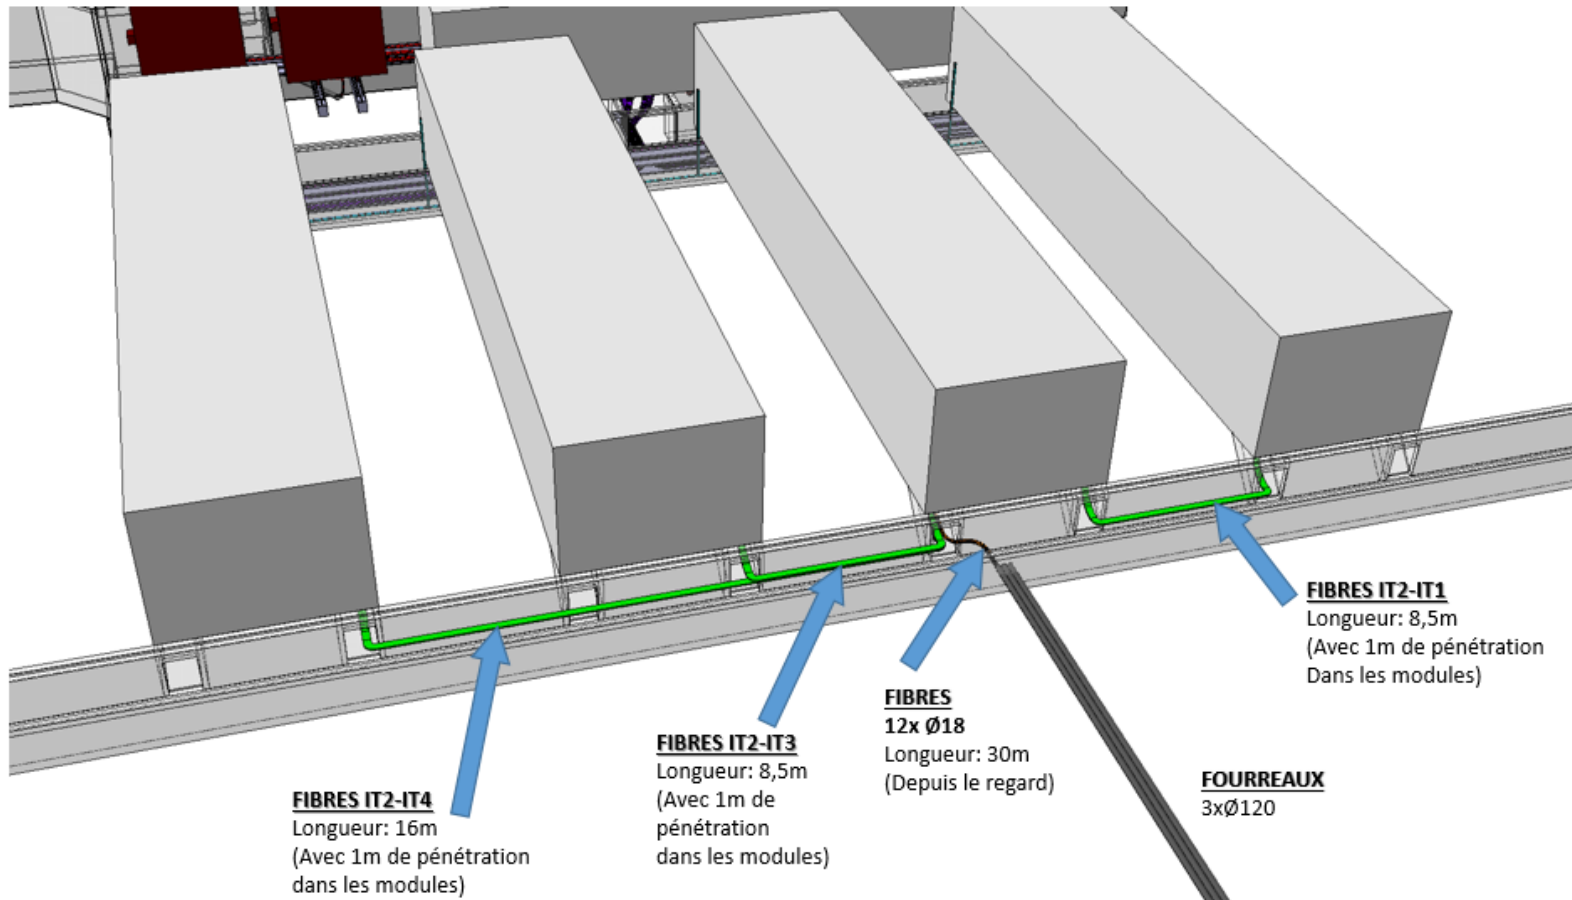 FIBRES IT2-IT1
Longueur: 8,5m
(Avec 1m de pénétration
Dans les modules)
FIBRES
12x Ø18
Longueur: 30m
(Depuis le regard)
FIBRES IT2-IT3
Longueur: 8,5m
(Avec 1m de
pénétration
dans les modules)
FOURREAUX
3xØ120
FIBRES IT2-IT4
Longueur: 16m
(Avec 1m de pénétration
dans les modules)